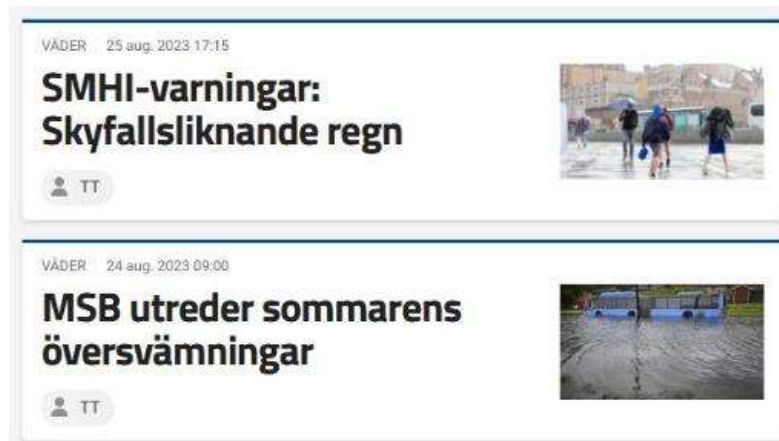 VÄDER 25 aug. 2023 17:15
SMHI-varningar:
Skyfallsliknande regn
TT
VÄDER 24 aug. 2023 09:00
MSB utreder sommarens
översvämningar
TT